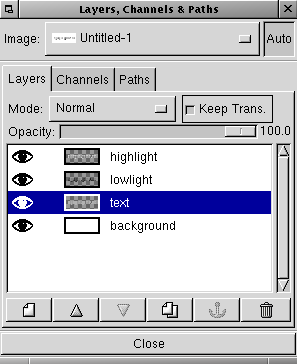 Layers, Channels & Paths
Image: Untitled-1 Auto
Layers Channels Paths
Mode: Normal Keep Trans.
Opacity: 100.0
highlight
lowlight
text
background
Close